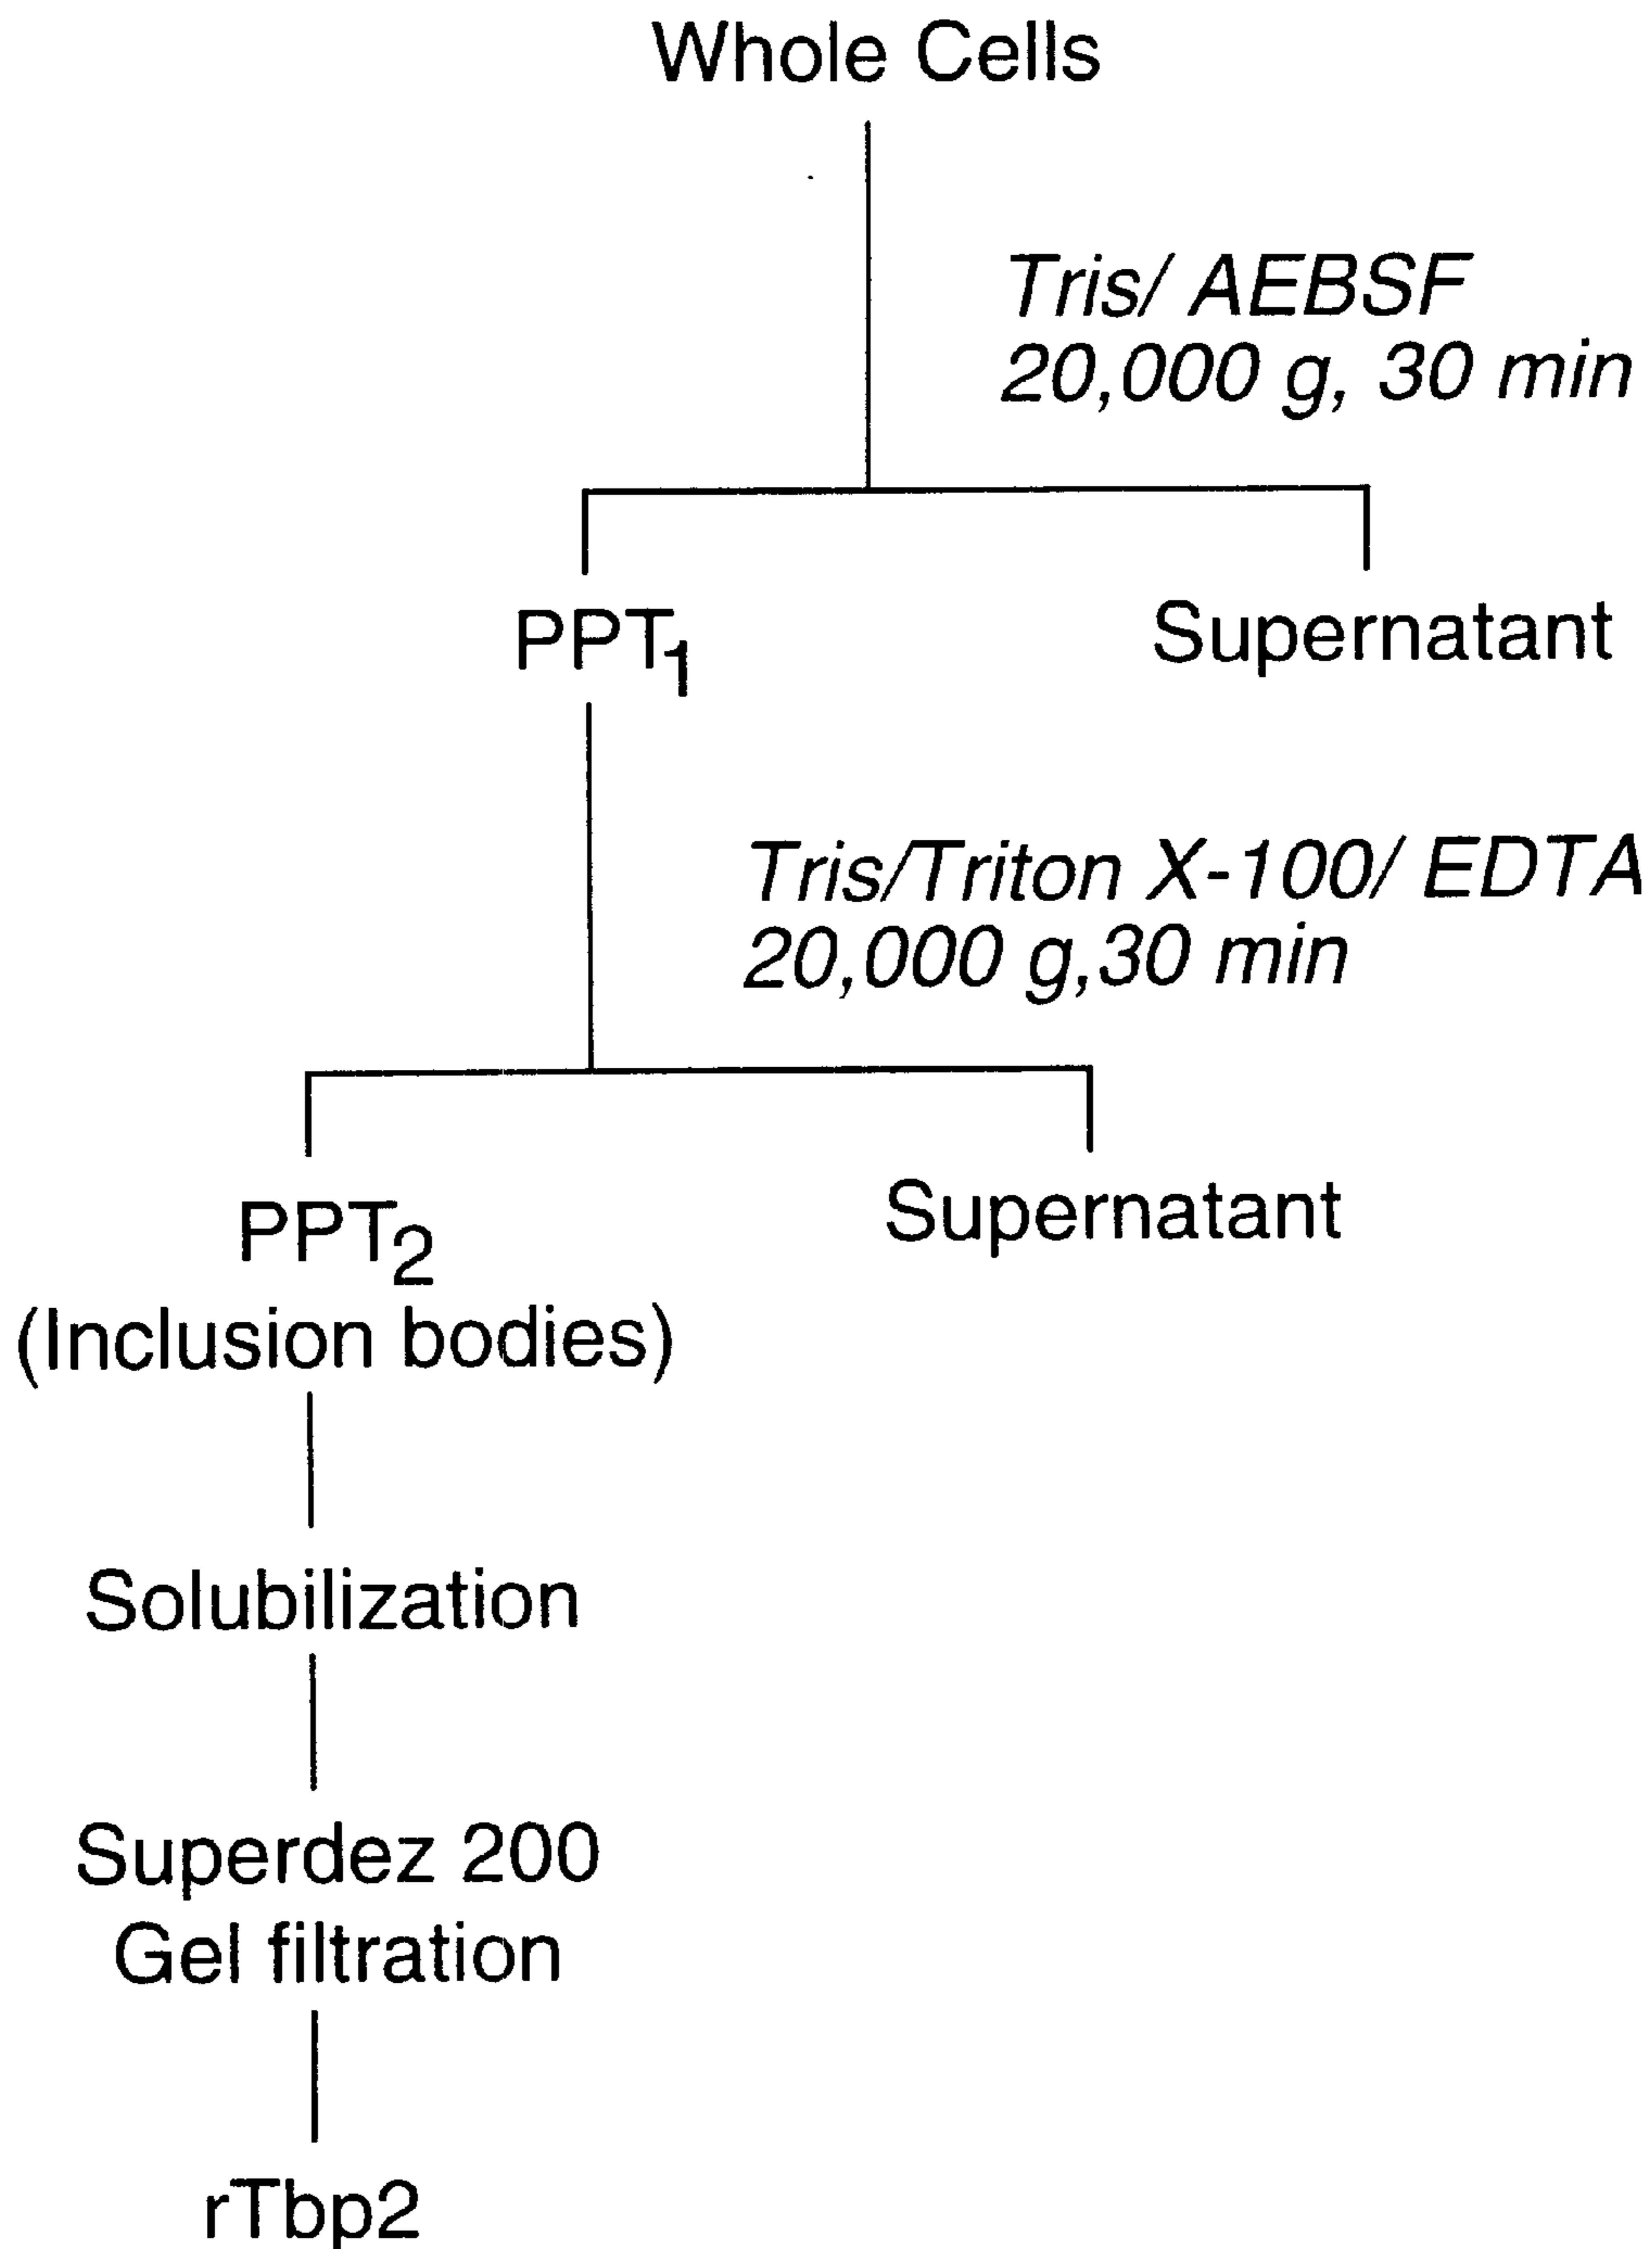 Whole Cells
Tris/ AEBSF
20,000 g, 30 min
PPT1
Supernatant
Tris/Triton X-100/ EDTA
20,000 g,30 min
PPT2
(Inclusion bodies)
Supernatant
Solubilization
Superdez 200
Gel filtration
rTbp2